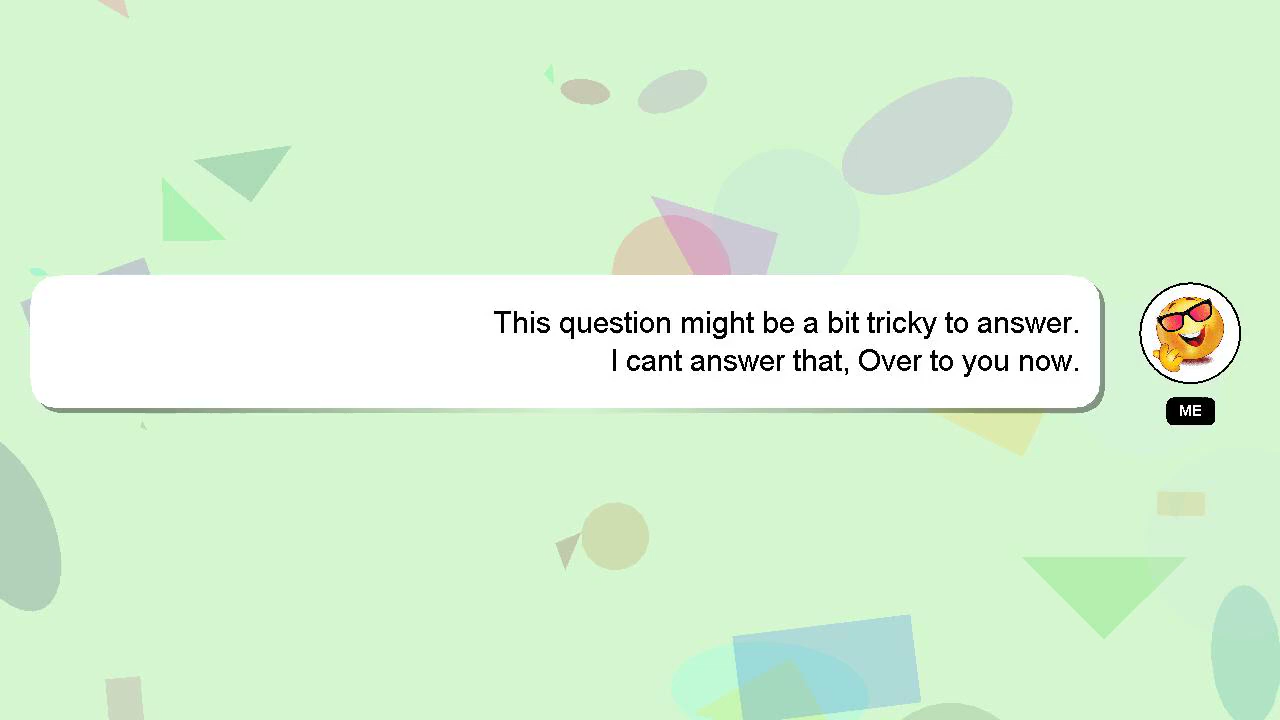 This question might be a bit tricky to answer.
I cant answer that, Over to you now.
ME